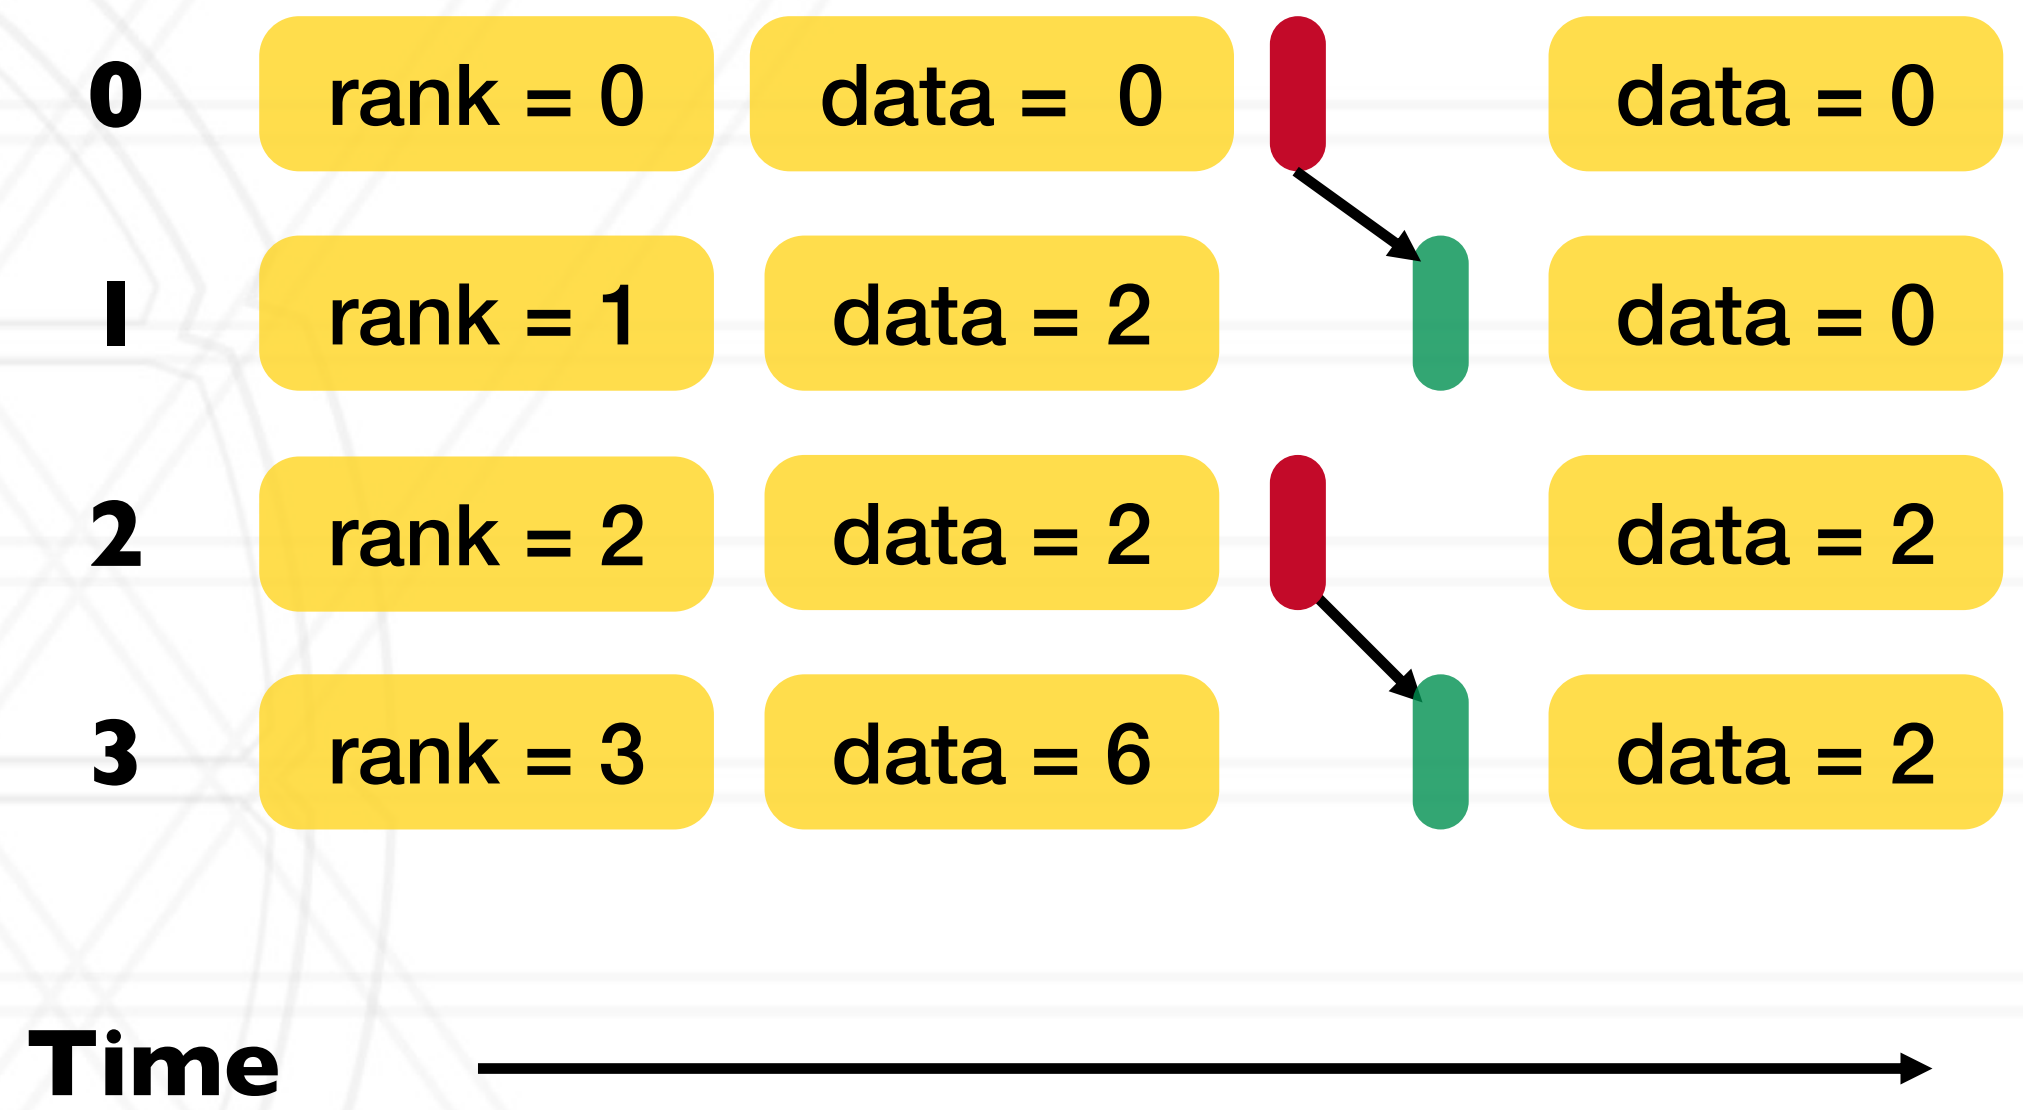 0 rank = 0 data = 0 data = 0
1 rank = 1 data = 2 data = 0
2 rank = 2 data = 2 data = 2
3 rank = 3 data = 6 data = 2
Time